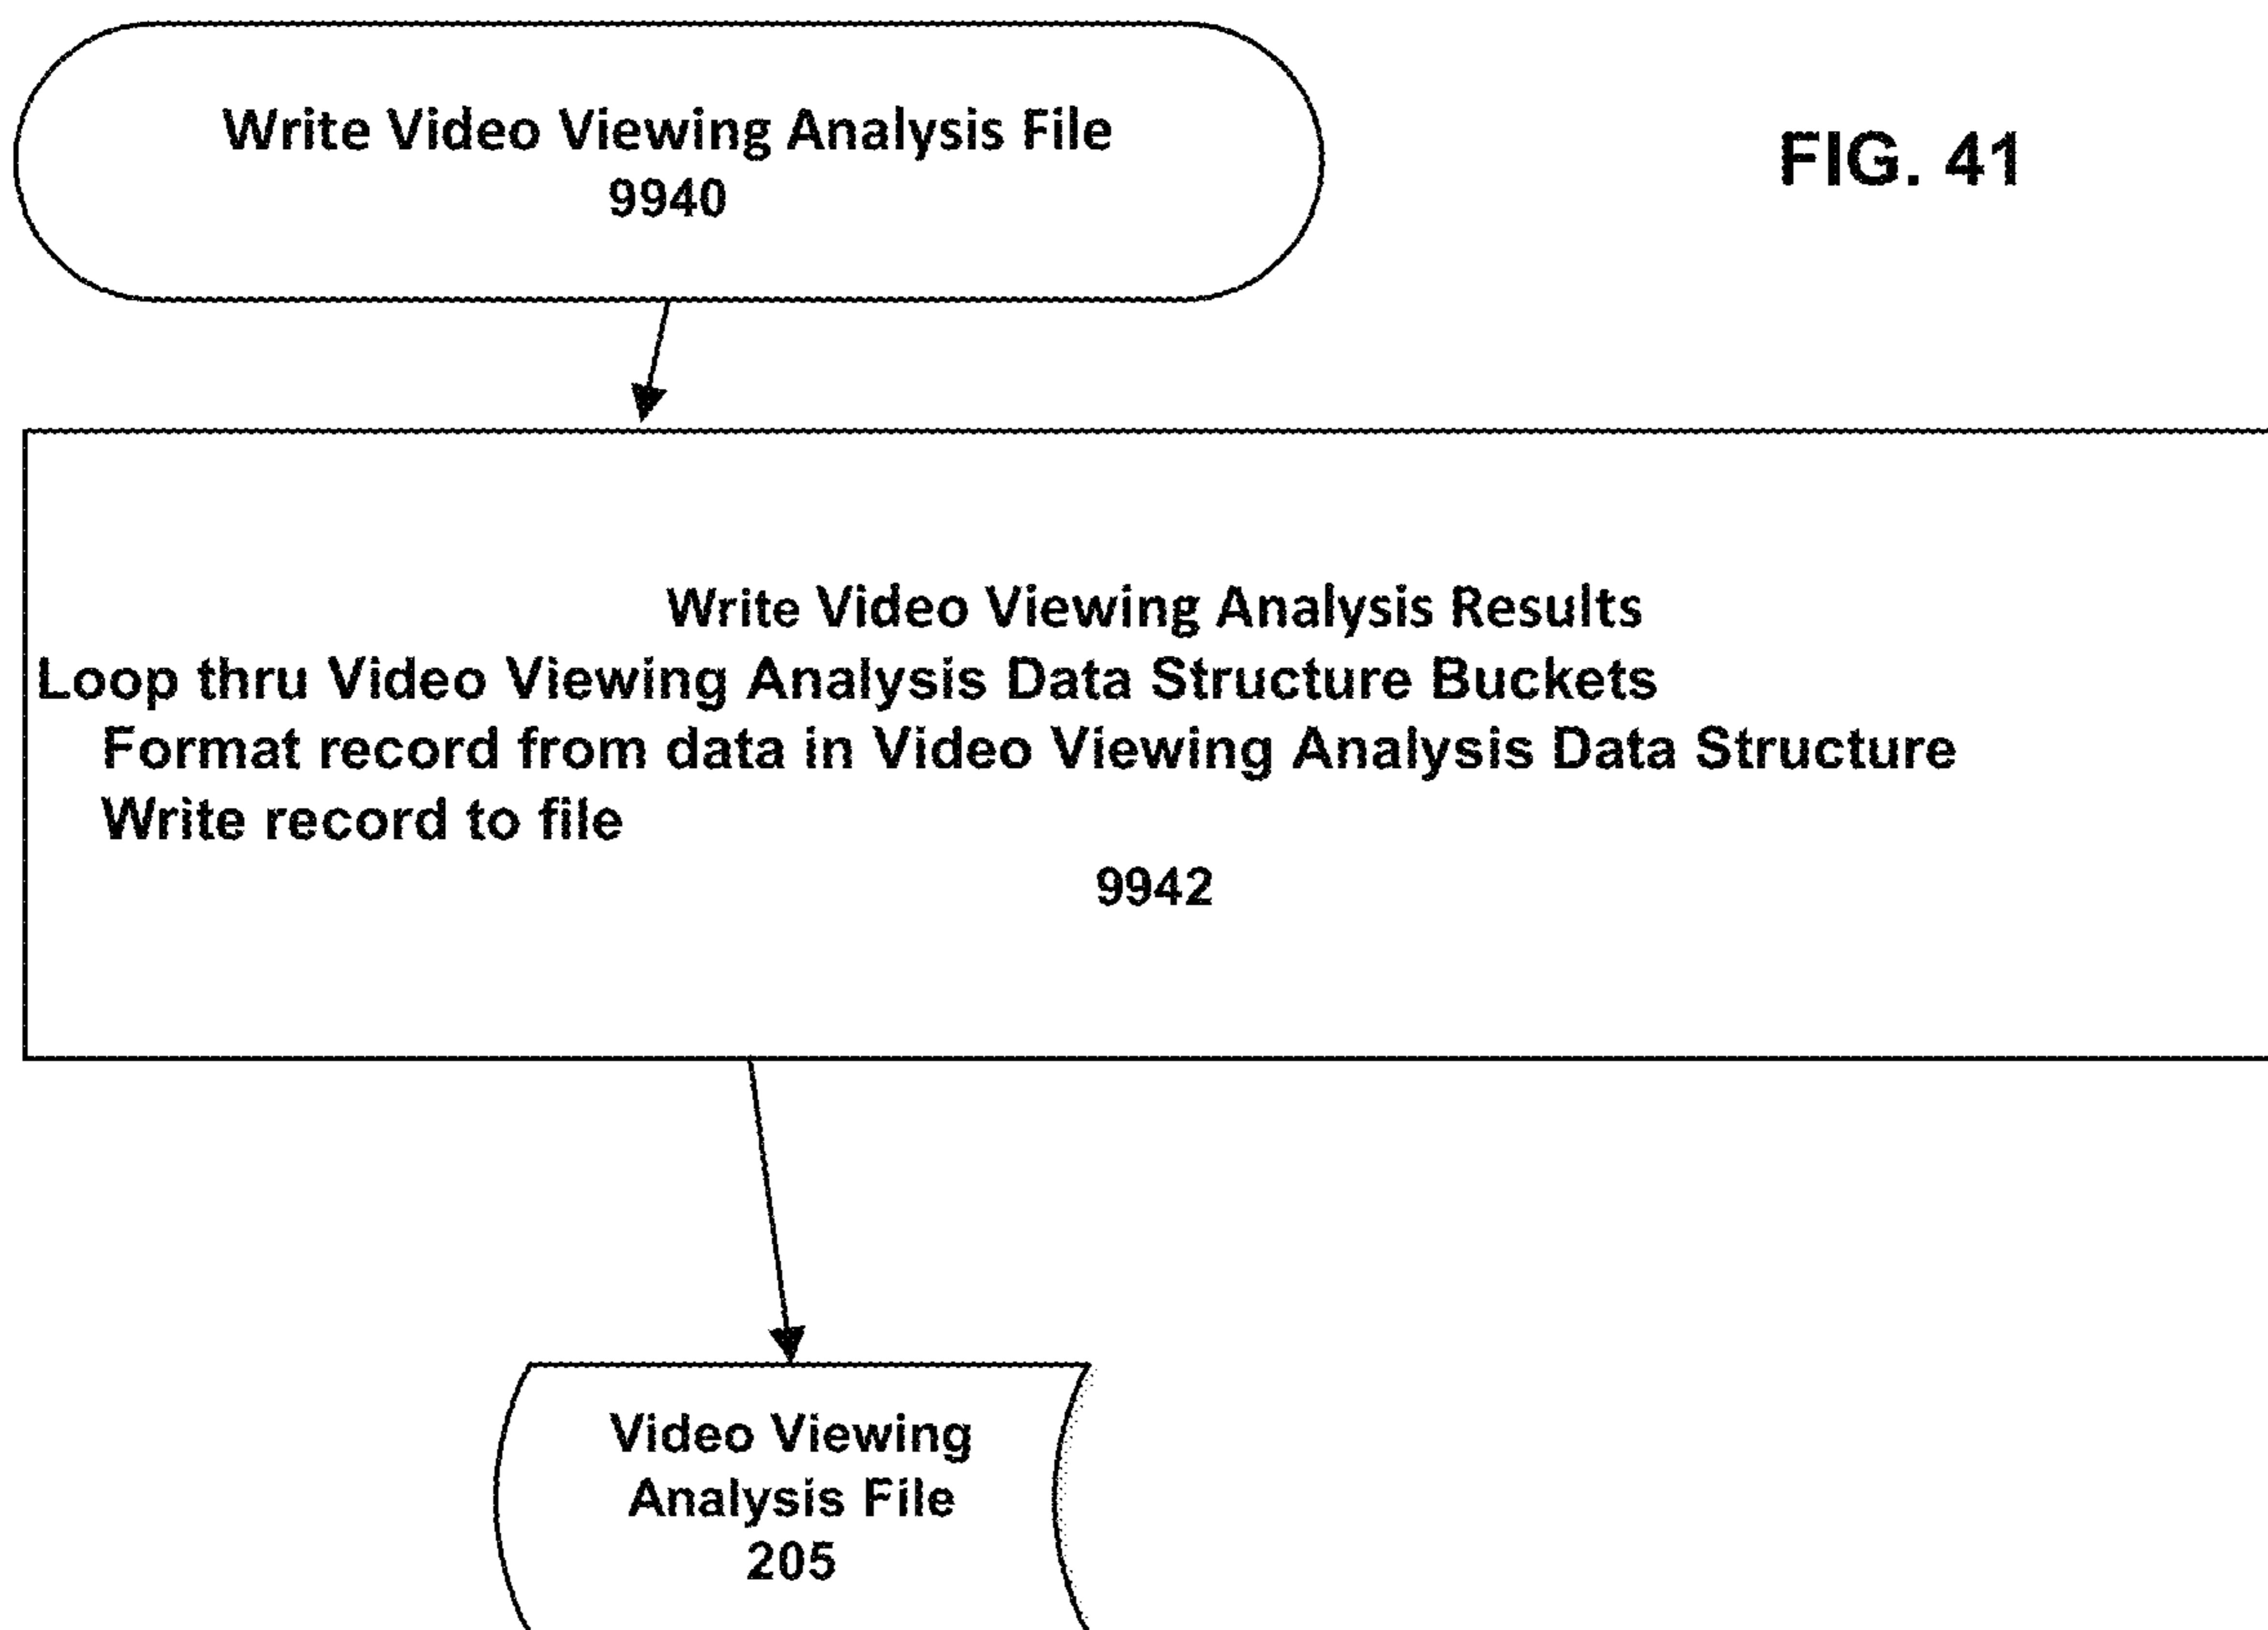 Write Video Viewing Analysis File
9940
FIG. 41
Write Video Viewing Analysis Results
Loop thru Video Viewing Analysis Data Structure Buckets
Format record from data in Video Viewing Analysis Data Structure
Write record to file
9942
Video Viewing
Analysis File
205